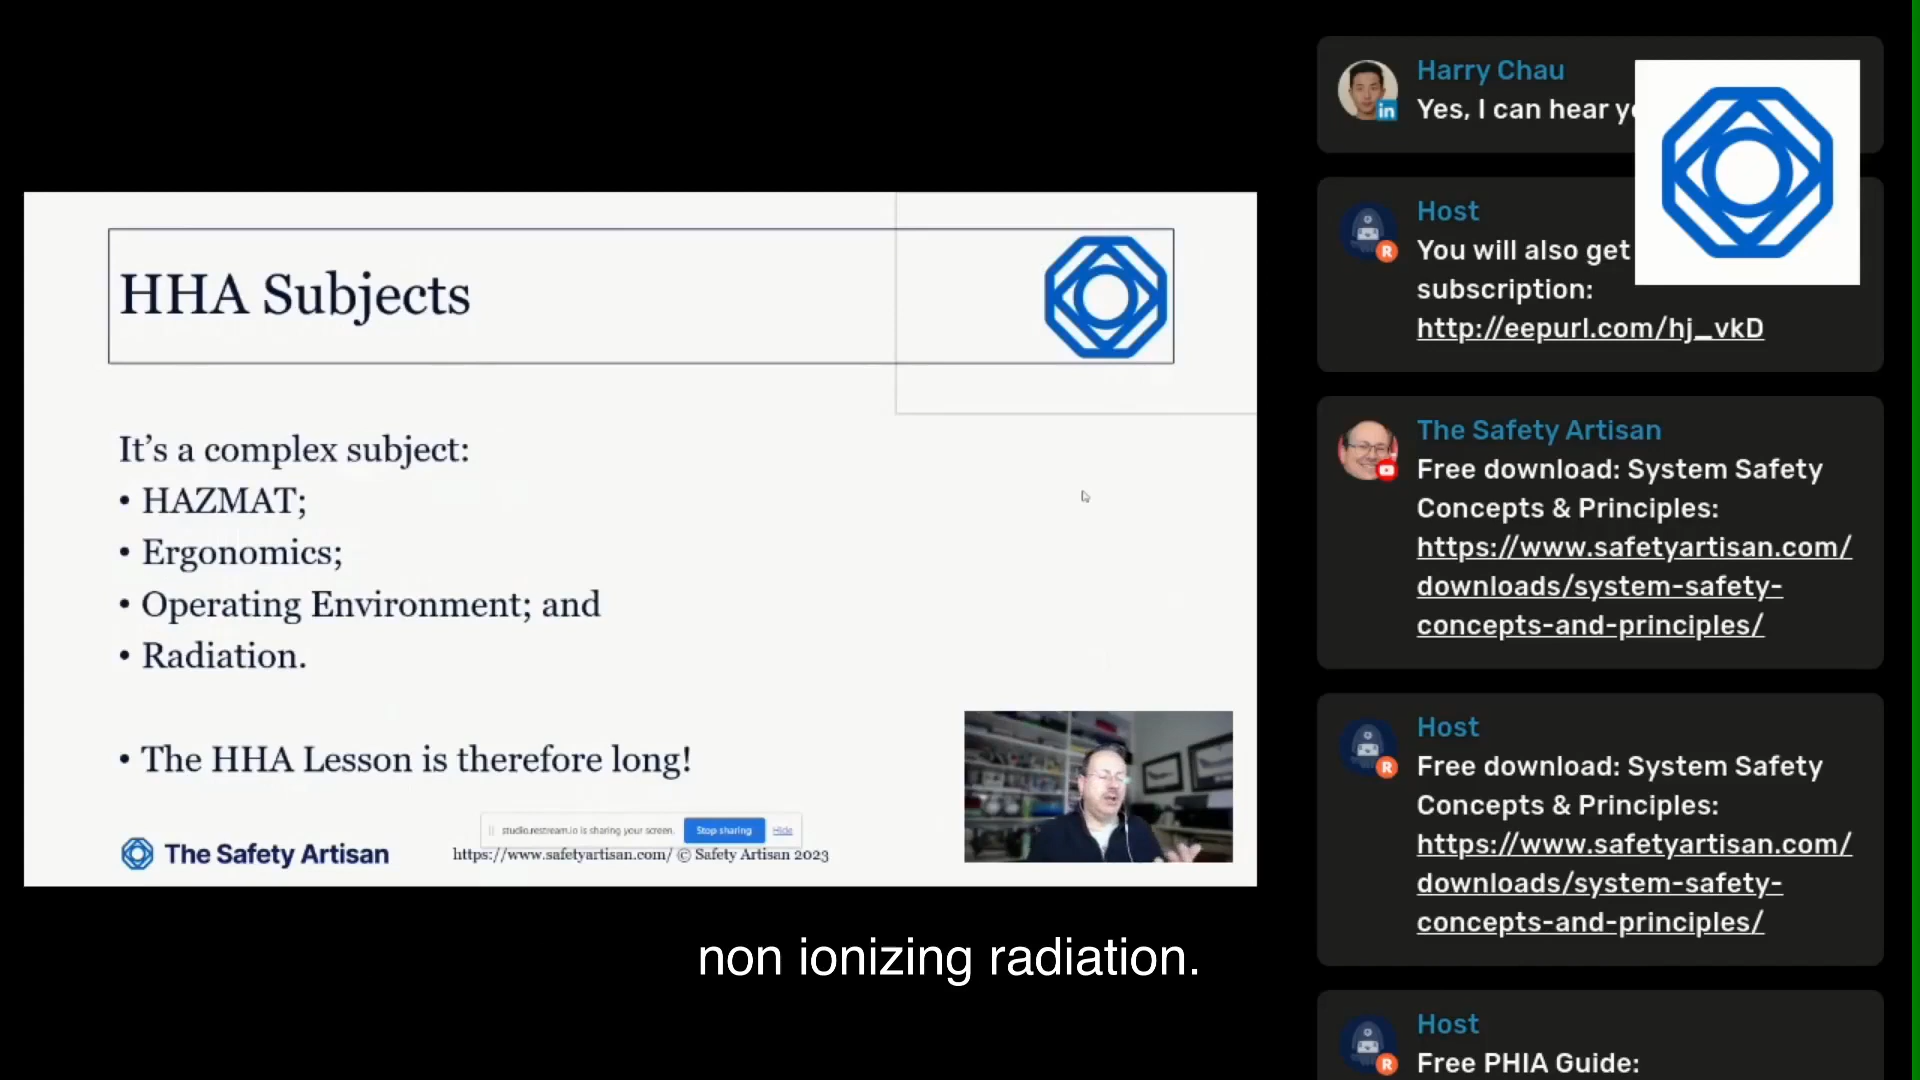 HHA Subjects
It's a complex subject:
• HAZMAT;
• Ergonomics;
• Operating Environment; and
• Radiation.
• The HHA Lesson is therefore long!
studio.restream.io is sharing your screen. Stop sharing Hide
The Safety Artisan
https://www.safetyartisan.com/ © Safety Artisan 2023
non ionizing radiation.
Harry Chau
in
Yes, I can hear
Host
R
You will also get
subscription:
http://eepurl.com/hj_vkD
The Safety Artisan
Free download: System Safety
Concepts & Principles:
https://www.safetyartisan.com/
downloads/system-safety-
concepts-and-principles/
Host
R
Free download: System Safety
Concepts & Principles:
https://www.safetyartisan.com/
downloads/system-safety-
concepts-and-principles/
Host
R
Free PHIA Guide: